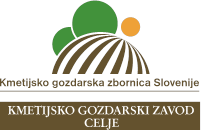 Kmetijsko gozdarska zbornica Slovenije
KMETIJSKO GOZDARSKI ZAVOD
CELJE